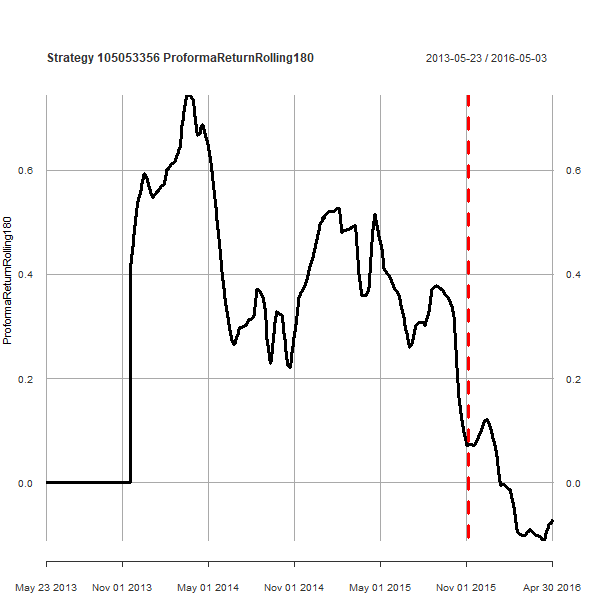 Strategy 105053356 ProformaReturnRolling180
2013-05-23 / 2016-05-03
ProformaReturnRolling180
0.6
0.6
0.4
0.4
0.2
0.2
0.0
0.0
May 23 2013
Nov 01 2013
May 01 2014
Nov 01 2014
May 01 2015
Nov 01 2015
Apr 30 2016